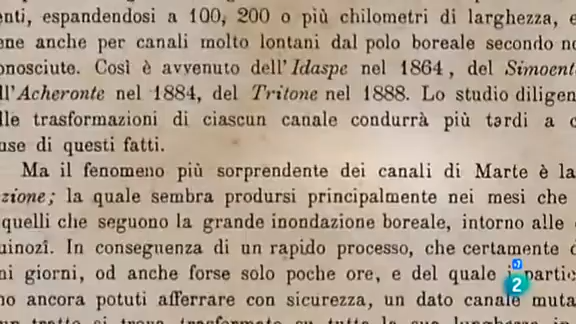 enti, espandendosi a 100, 200 o più chilometri di larghezza, e
ene anche per canali molto lontani dal polo boreale secondo no
onosciute. Così è avvenuto dell'Idaspe nel 1864, del Simoent
ll'Acheronte nel 1884, del Tritone nel 1888. Lo studio diligen
lle trasformazioni di ciascun canale condurrà più tardi a c
use di questi fatti.
Ma il fenomeno più sorprendente dei canali di Marte è la
zione; la quale sembra prodursi principalmente nei mesi che
quelli che seguono la grande inondazione boreale, intorno alle
uinozî. In conseguenza di un rapido processo, che certamente d
ni giorni, od anche forse solo poche ore, e del quale i partic
no ancora potuti afferrare con sicurezza, un dato canale muta
2